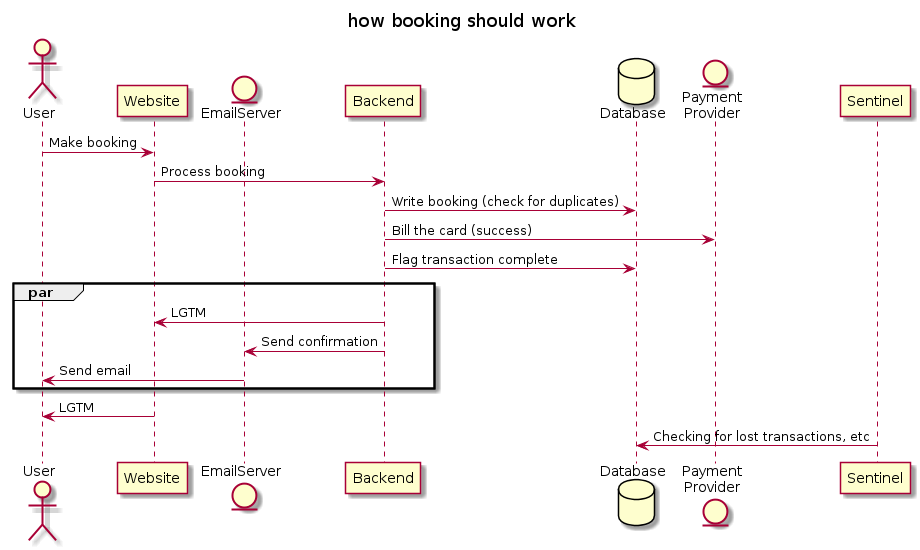 how booking should work
User
Website
EmailServer
Backend
Database
Payment
Provider
Sentinel
Make booking
Process booking
Write booking (check for duplicates)
Bill the card (success)
Flag transaction complete
par
LGTM
Send confirmation
Send email
LGTM
Checking for lost transactions, etc
User
Website
EmailServer
Backend
Database
Payment
Provider
Sentinel